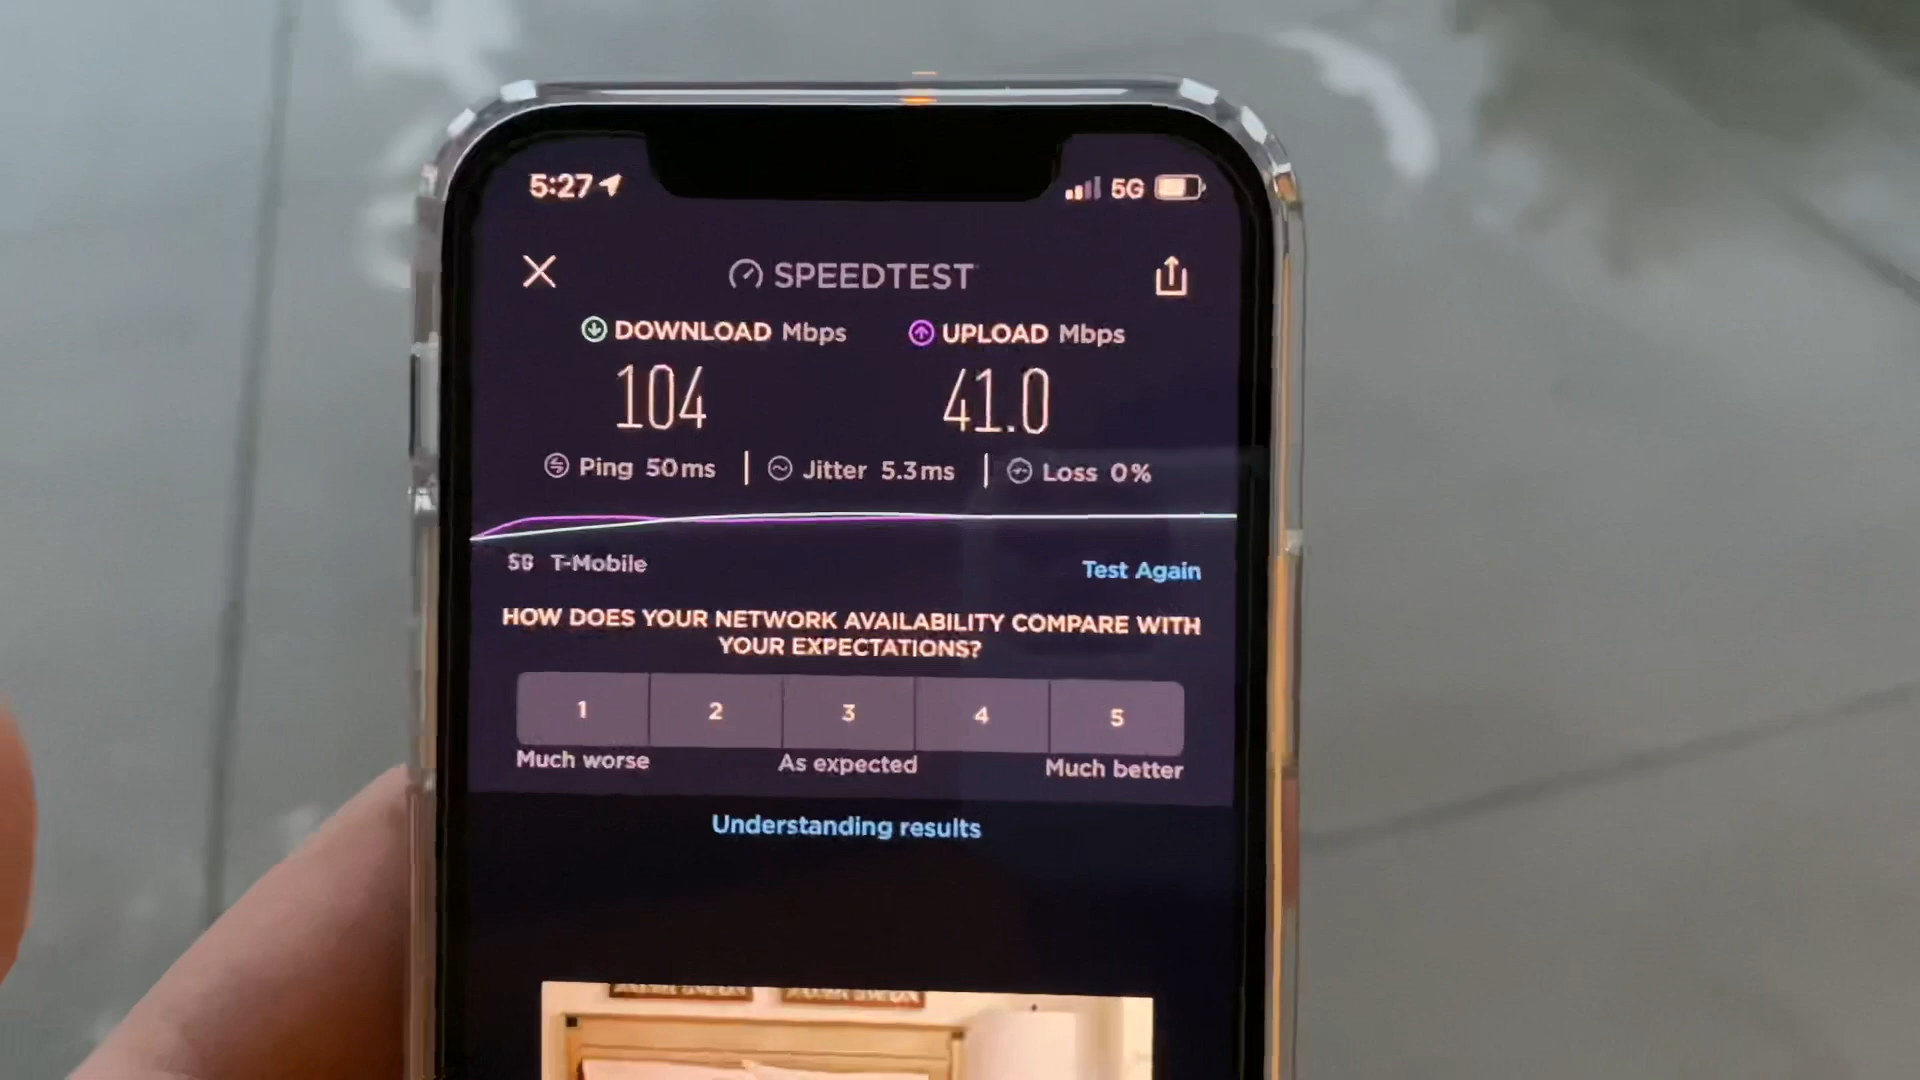 5:27 5G
SPEEDTEST
DOWNLOAD Mbps UPLOAD Mbps
104 41.0
Ping 50ms Jitter 5.3ms Loss 0%
5G T-Mobile Test Again
HOW DOES YOUR NETWORK AVAILABILITY COMPARE WITH
YOUR EXPECTATIONS?
1 2 3 4 5
Much worse As expected Much better
Understanding results